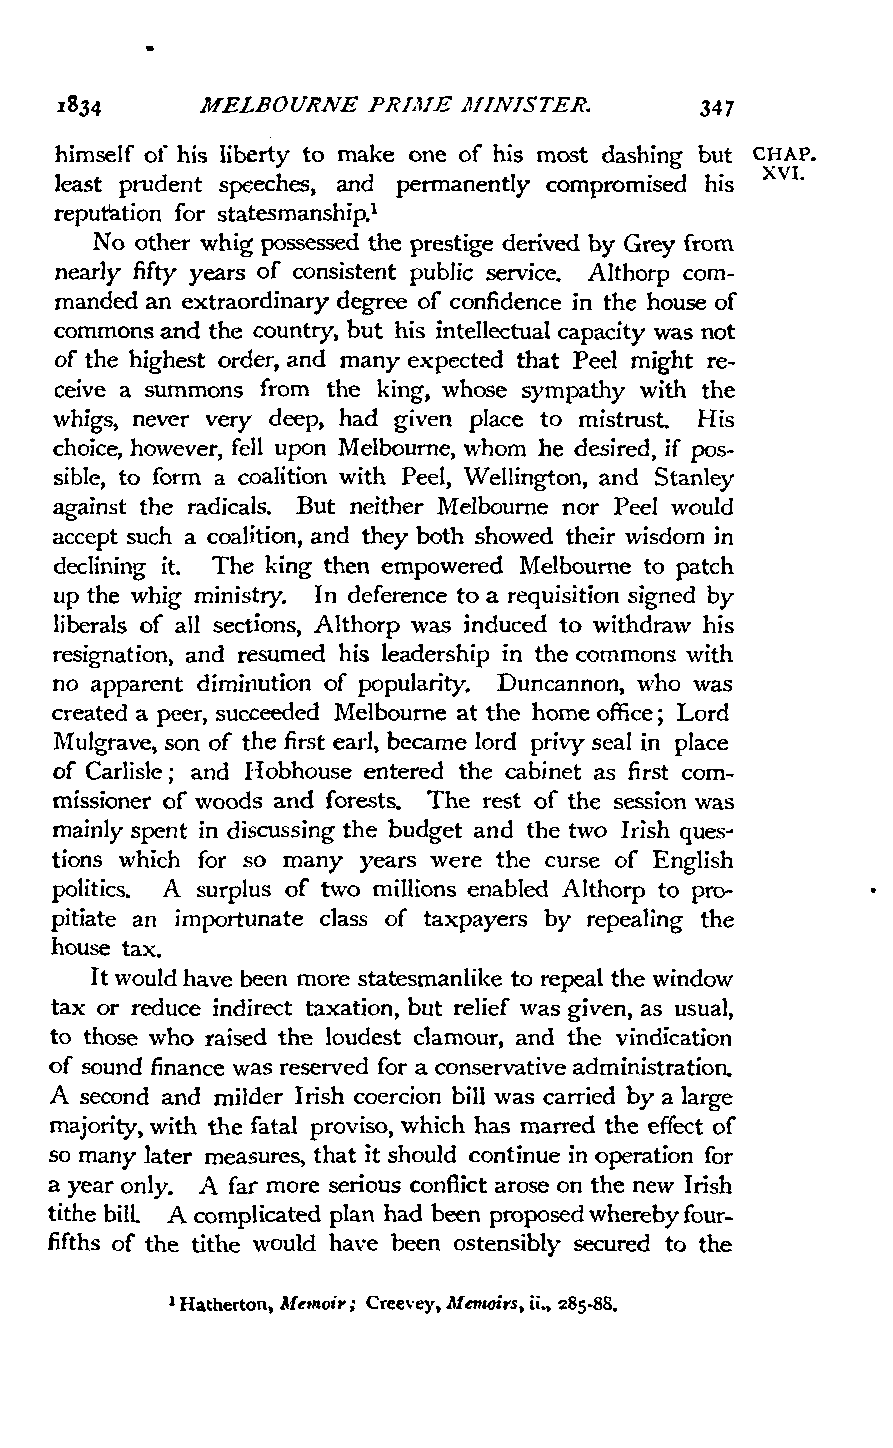 1834 MELBOURNE PRIME MINISTER. 347
himself of his liberty to make one of his most dashing but CHAP.
least prudent speeches, and permanently compromised his XVI.
reputation for statesmanship.¹
No other whig possessed the prestige derived by Grey from
nearly fifty years of consistent public service. Althorp com-
manded an extraordinary degree of confidence in the house of
commons and the country, but his intellectual capacity was not
of the highest order, and many expected that Peel might re-
ceive a summons from the king, whose sympathy with the
whigs, never very deep, had given place to mistrust. His
choice, however, fell upon Melbourne, whom he desired, if pos-
sible, to form a coalition with Peel, Wellington, and Stanley
against the radicals. But neither Melbourne nor Peel would
accept such a coalition, and they both showed their wisdom in
declining it. The king then empowered Melbourne to patch
up the whig ministry. In deference to a requisition signed by
liberals of all sections, Althorp was induced to withdraw his
resignation, and resumed his leadership in the commons with
no apparent diminution of popularity. Duncannon, who was
created a peer, succeeded Melbourne at the home office; Lord
Mulgrave, son of the first earl, became lord privy seal in place
of Carlisle; and Hobhouse entered the cabinet as first com-
missioner of woods and forests. The rest of the session was
mainly spent in discussing the budget and the two Irish ques-
tions which for so many years were the curse of English
politics. A surplus of two millions enabled Althorp to pro-
pitiate an importunate class of taxpayers by repealing the
house tax.
It would have been more statesmanlike to repeal the window
tax or reduce indirect taxation, but relief was given, as usual,
to those who raised the loudest clamour, and the vindication
of sound finance was reserved for a conservative administration.
A second and milder Irish coercion bill was carried by a large
majority, with the fatal proviso, which has marred the effect of
so many later measures, that it should continue in operation for
a year only. A far more serious conflict arose on the new Irish
tithe bill. A complicated plan had been proposed whereby four-
fifths of the tithe would have been ostensibly secured to the
¹ Hatherton, Memoir; Creevey, Memoirs, ii., 285-88.